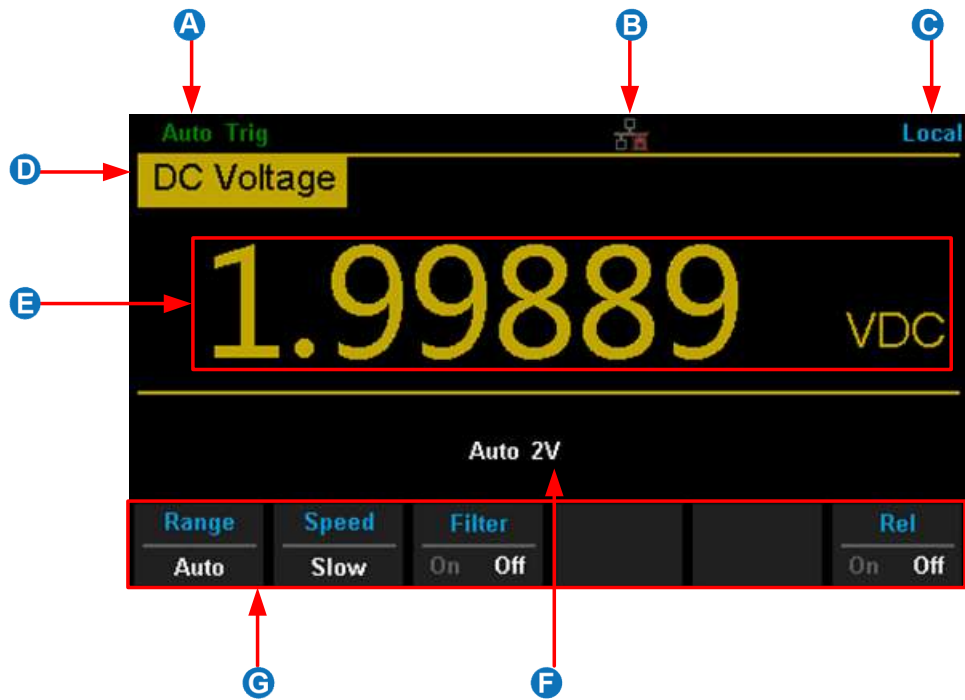 A B C
Auto Trig Local
D DC Voltage
E 1.99889 VDC
Auto 2V
Range Speed Filter Rel
Auto Slow On Off On Off
G F